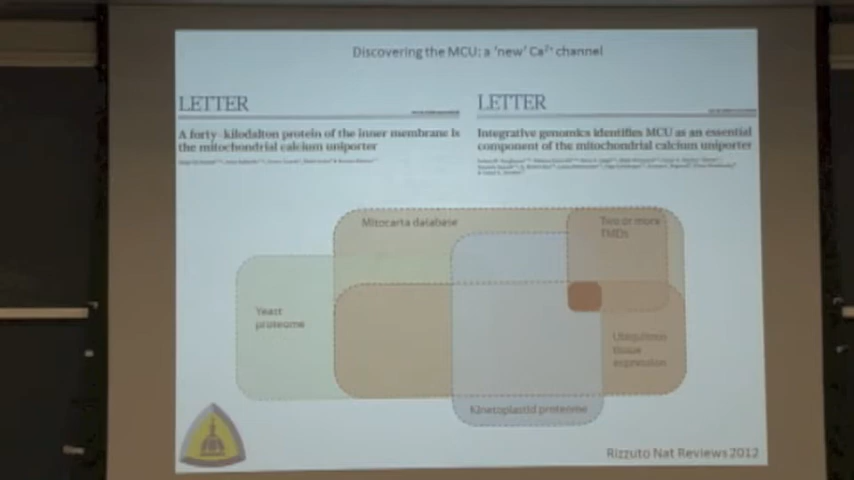 Discovering the MCU: a 'new' Ca²⁺ channel
LETTER
A forty-kilodalton protein of the inner membrane is
the mitochondrial calcium uniporter
LETTER
Integrative genomics identifies MCU as an essential
component of the mitochondrial calcium uniporter
Mitocarta database
Two or more
TMDs
Yeast
proteome
Ubiquitous
tissue
expression
Kinetoplastid proteome
Rizzuto Nat Reviews 2012